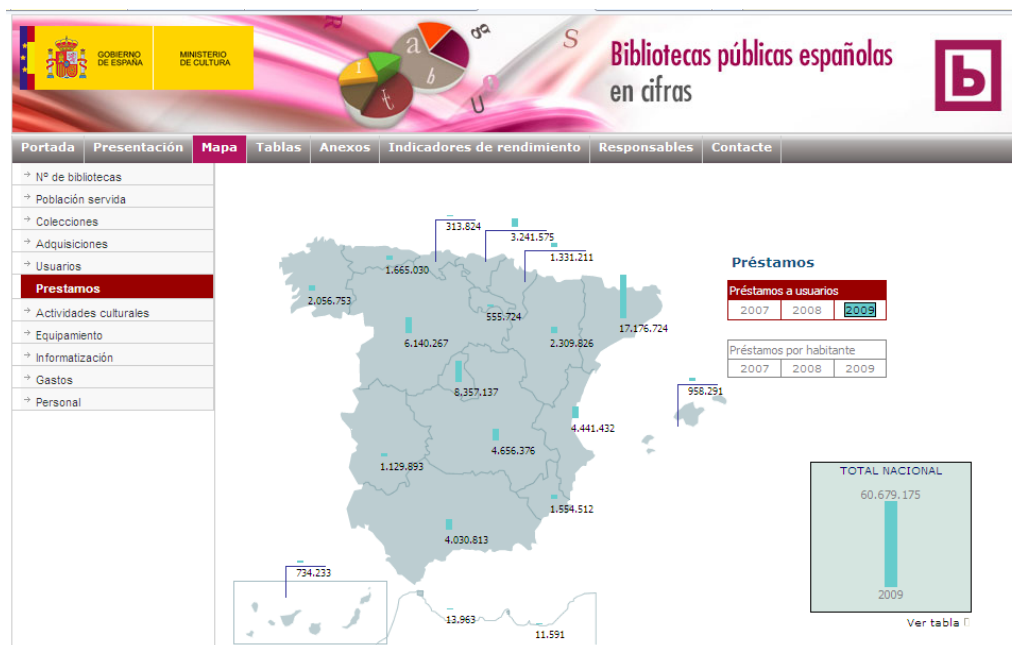 GOBIERNO
DE ESPAÑA
MINISTERIO
DE CULTURA
a
b
t
I
S
U
Bibliotecas públicas españolas
en cifras
b
Portada Presentación Mapa Tablas Anexos Indicadores de rendimiento Responsables Contacte
Nº de bibliotecas
Población servida
Colecciones
Adquisiciones
Usuarios
Prestamos
Actividades culturales
Equipamiento
Informatización
Gastos
Personal
313.824
3.241.575
1.331.211
1.665.030
2.056.753
555.724
17.176.724
6.140.267
2.309.826
8.357.137
958.291
4.441.432
4.656.376
1.129.893
1.554.512
4.030.813
734.233
13.963
11.591
Préstamos
Préstamos a usuarios
2007 2008 2009
Préstamos por habitante
2007 2008 2009
TOTAL NACIONAL
60.679.175
2009
Ver tabla